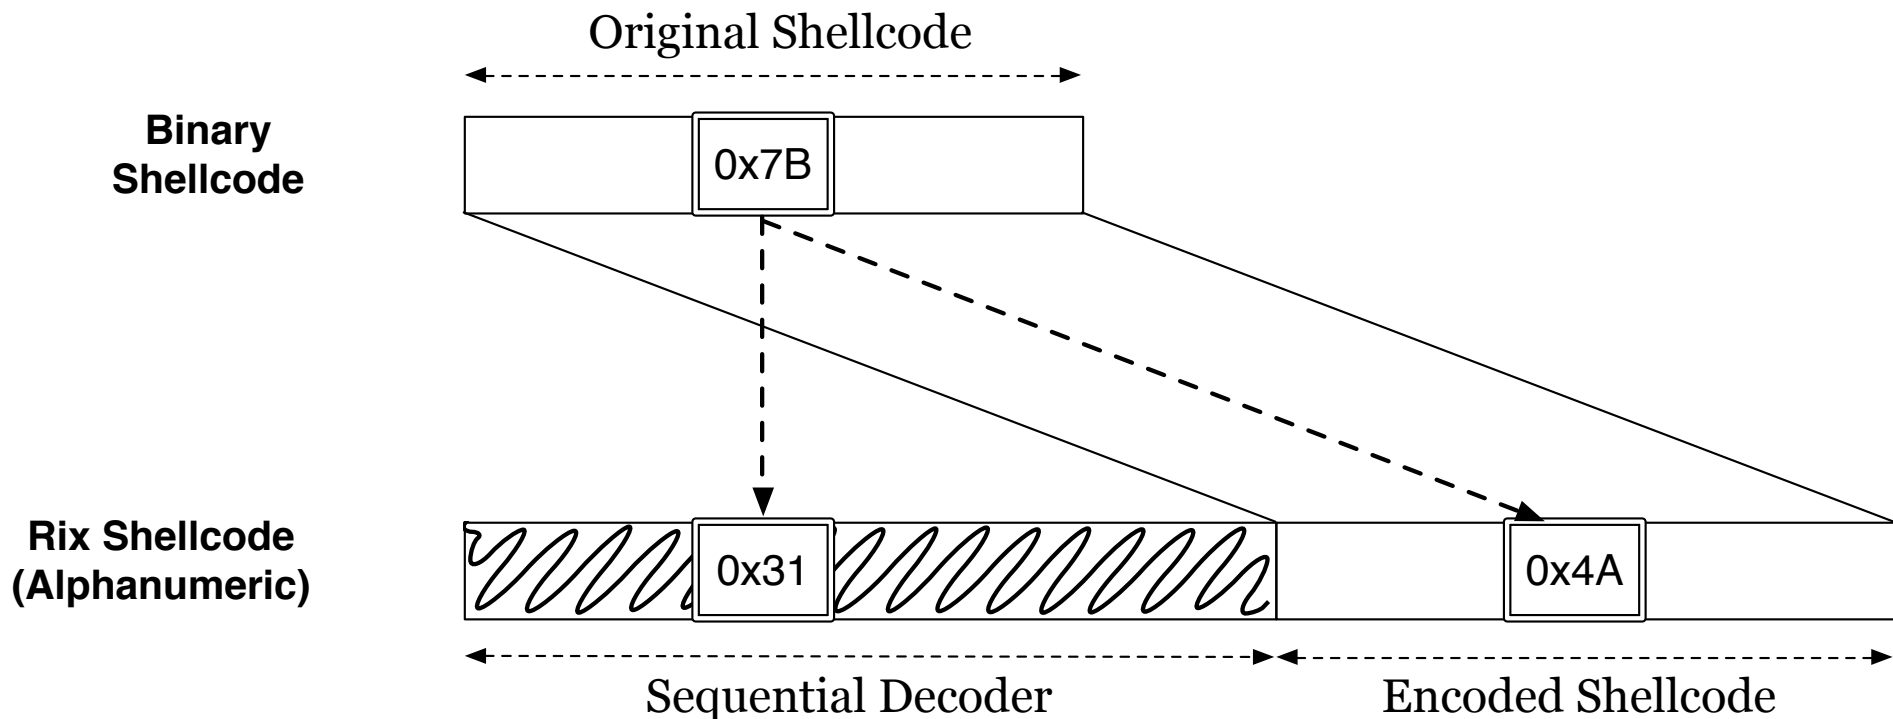 Original Shellcode
Binary
Shellcode
0x7B
Rix Shellcode
(Alphanumeric)
0x31
0x4A
Sequential Decoder
Encoded Shellcode